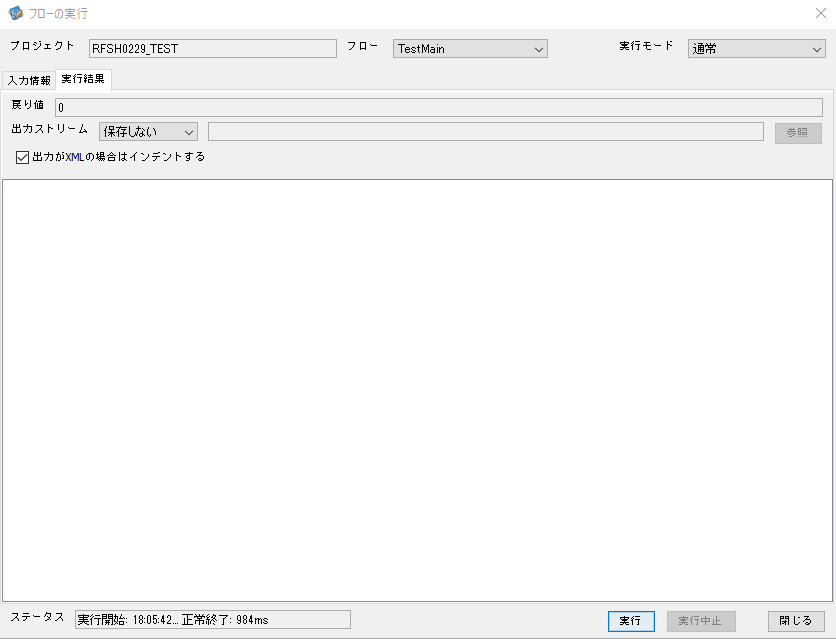 フローの実行
プロジェクト RFSH0229_TEST フロー TestMain 実行モード 通常
入力情報 実行結果
戻り値 0
出力ストリーム 保存しない 参照
出力がXMLの場合はインデントする
ステータス 実行開始: 18:05:42... 正常終了: 984ms 実行 実行中止 閉じる